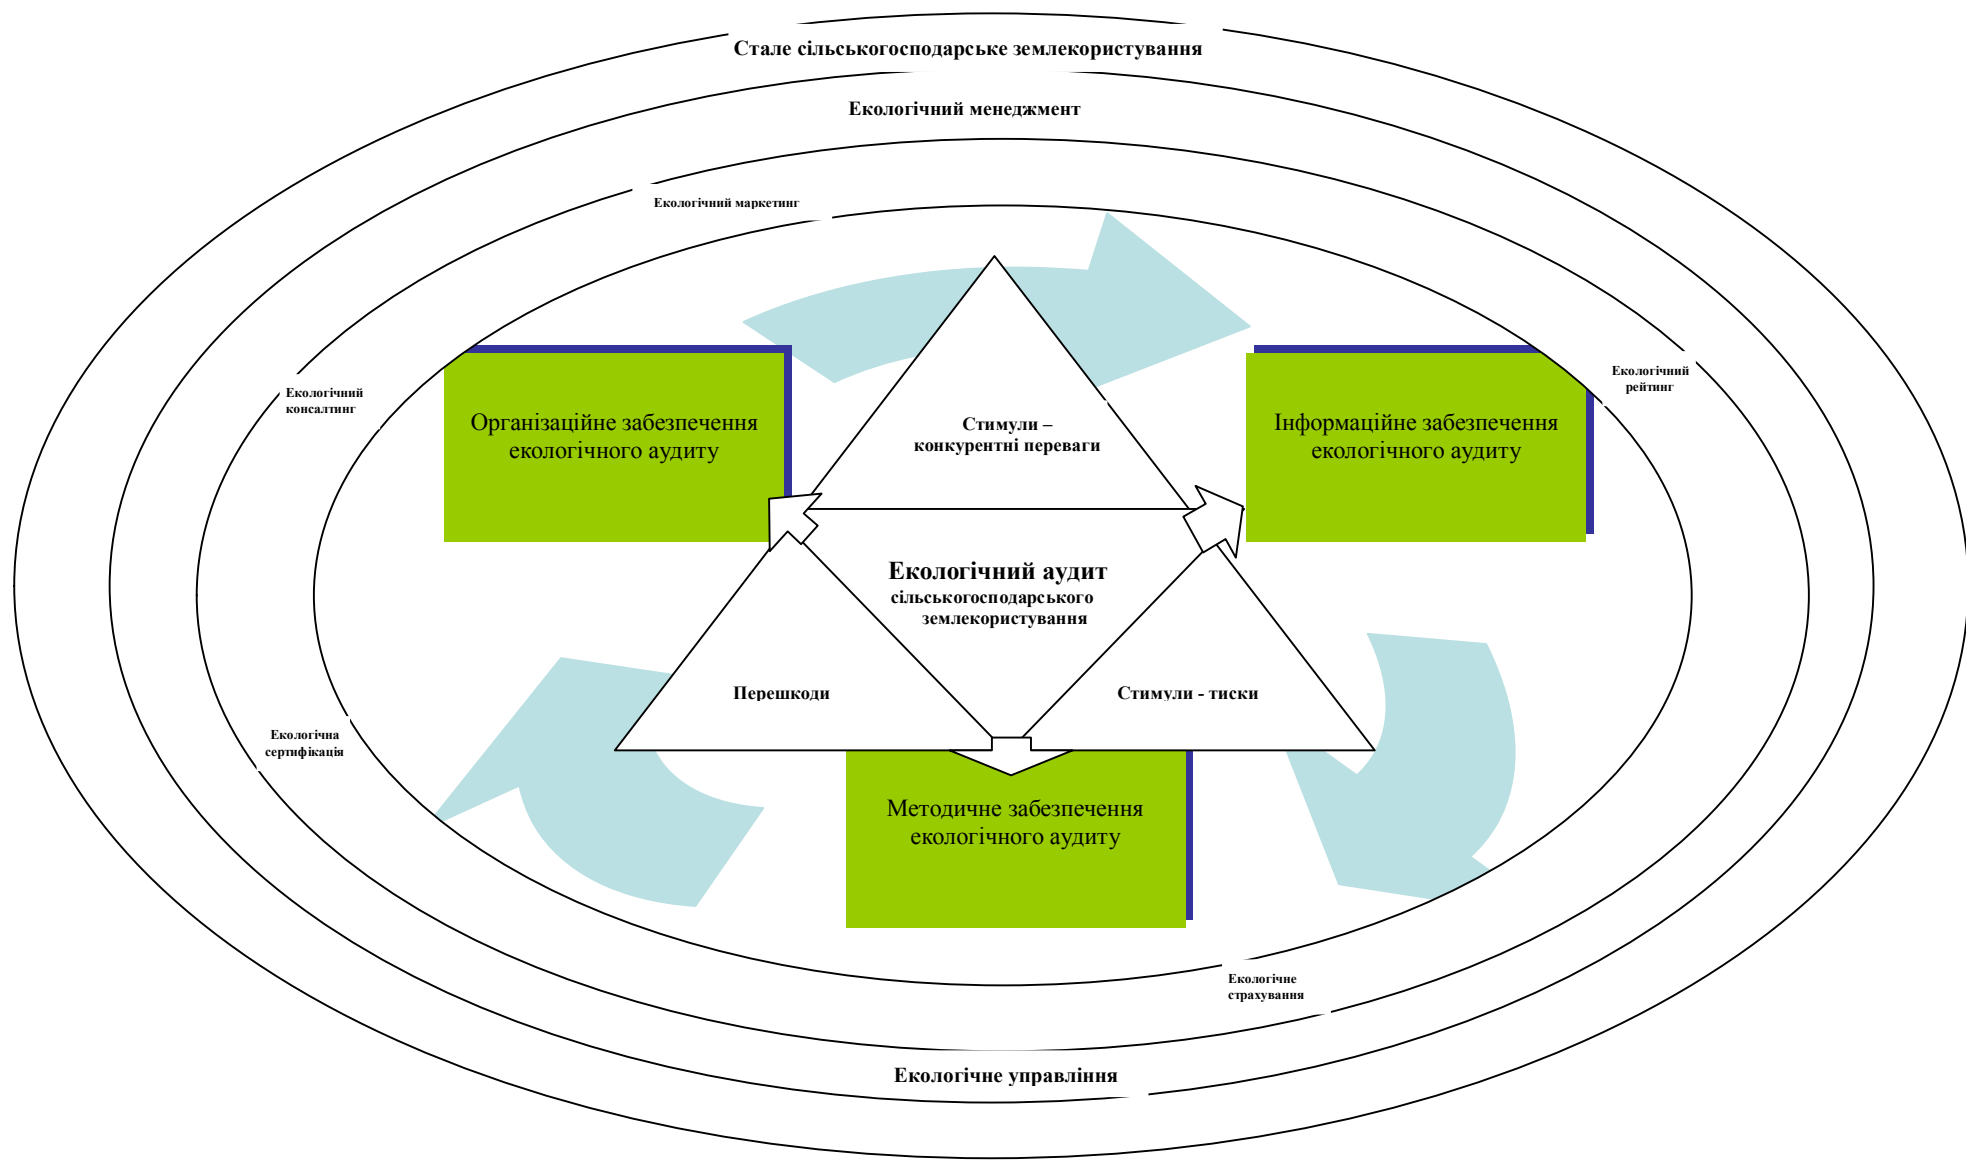 Стале сільськогосподарське землекористування
Екологічний менеджмент
Екологічний маркетинг
Екологічний
консалтинг
Екологічний
рейтинг
Організаційне забезпечення
екологічного аудиту
Стимули –
конкурентні переваги
Інформаційне забезпечення
екологічного аудиту
Екологічний аудит
сільськогосподарського
землекористування
Перешкоди
Стимули - тиски
Екологічна
сертифікація
Методичне забезпечення
екологічного аудиту
Екологічне
страхування
Екологічне управління